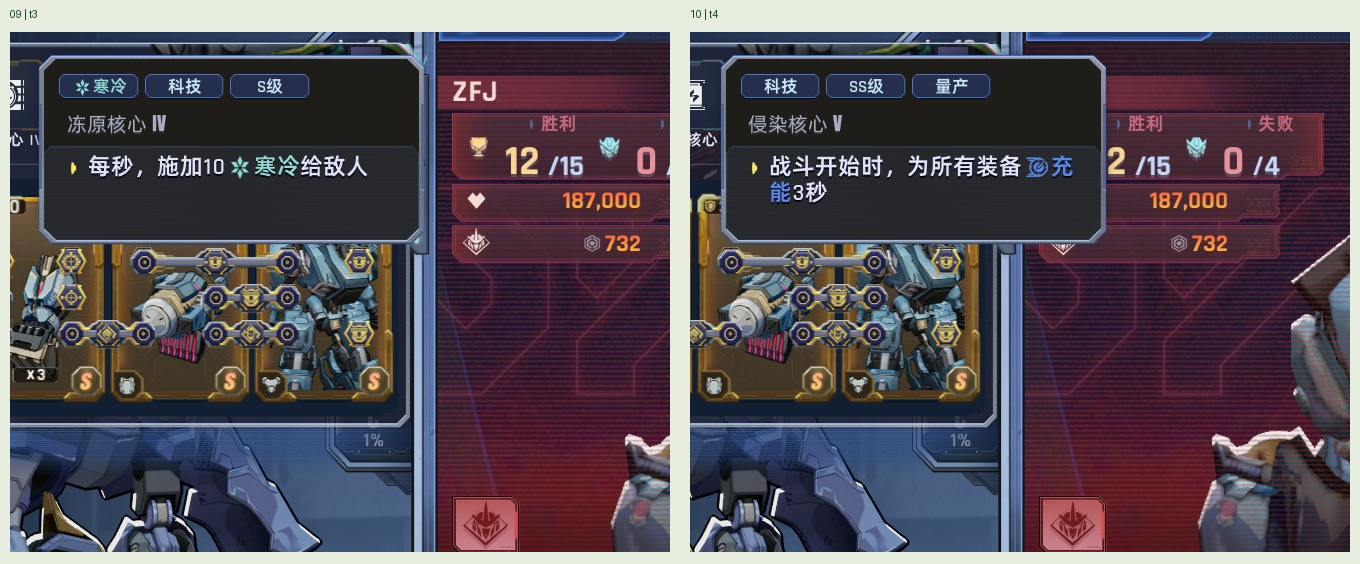 09 | t3
寒冷 科技 S级
冻原核心 IV
每秒，施加10 寒冷给敌人
ZFJ
胜利
12 /15 0 /
187,000
732
x3
S S S
1%
10 | t4
科技 SS级 量产
侵染核心 V
战斗开始时，为所有装备 充
能3秒
胜利 失败
2 /15 0 /4
187,000
732
S S
1%